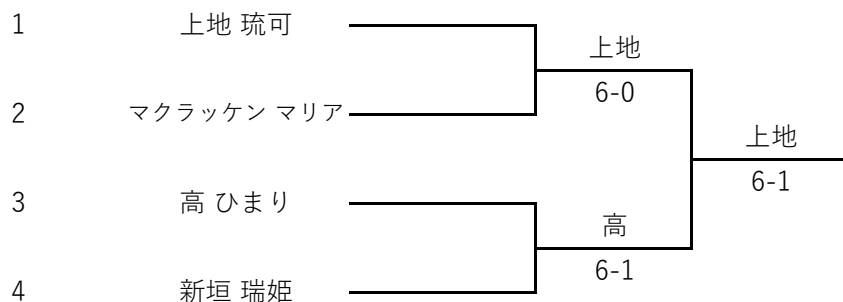 1 上地 琉可
上地
6-0
2 マクラッケン マリア
上地
6-1
3 高 ひまり
高
6-1
4 新垣 瑞姫